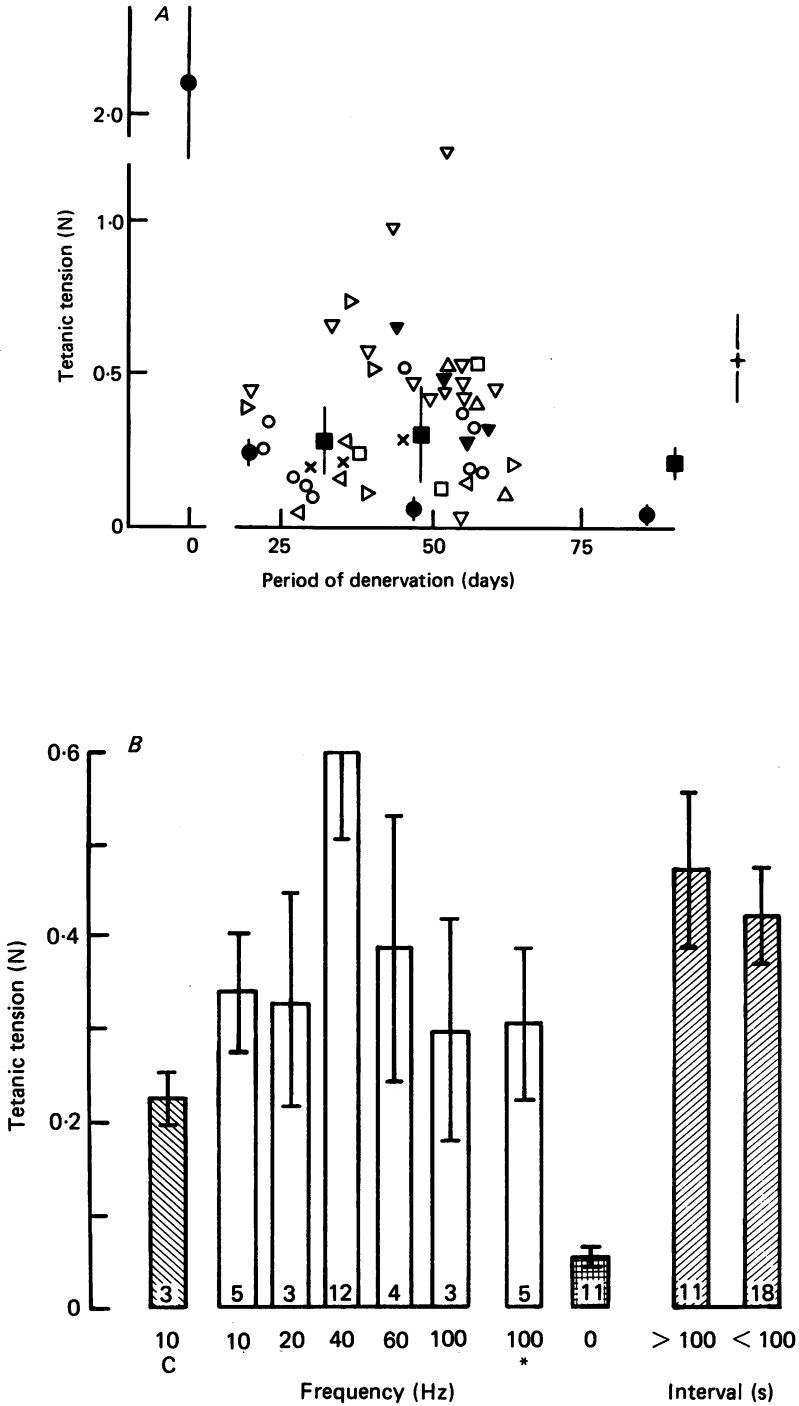 A
2·0
1·0
0·5
0
Tetanic tension (N)
0 25 50 75
Period of denervation (days)
B
0·6
0·4
0·2
0
Tetanic tension (N)
3 5 3 12 4 3 5 11 11 18
10 10 20 40 60 100 100 0 > 100 < 100
C *
Frequency (Hz) Interval (s)